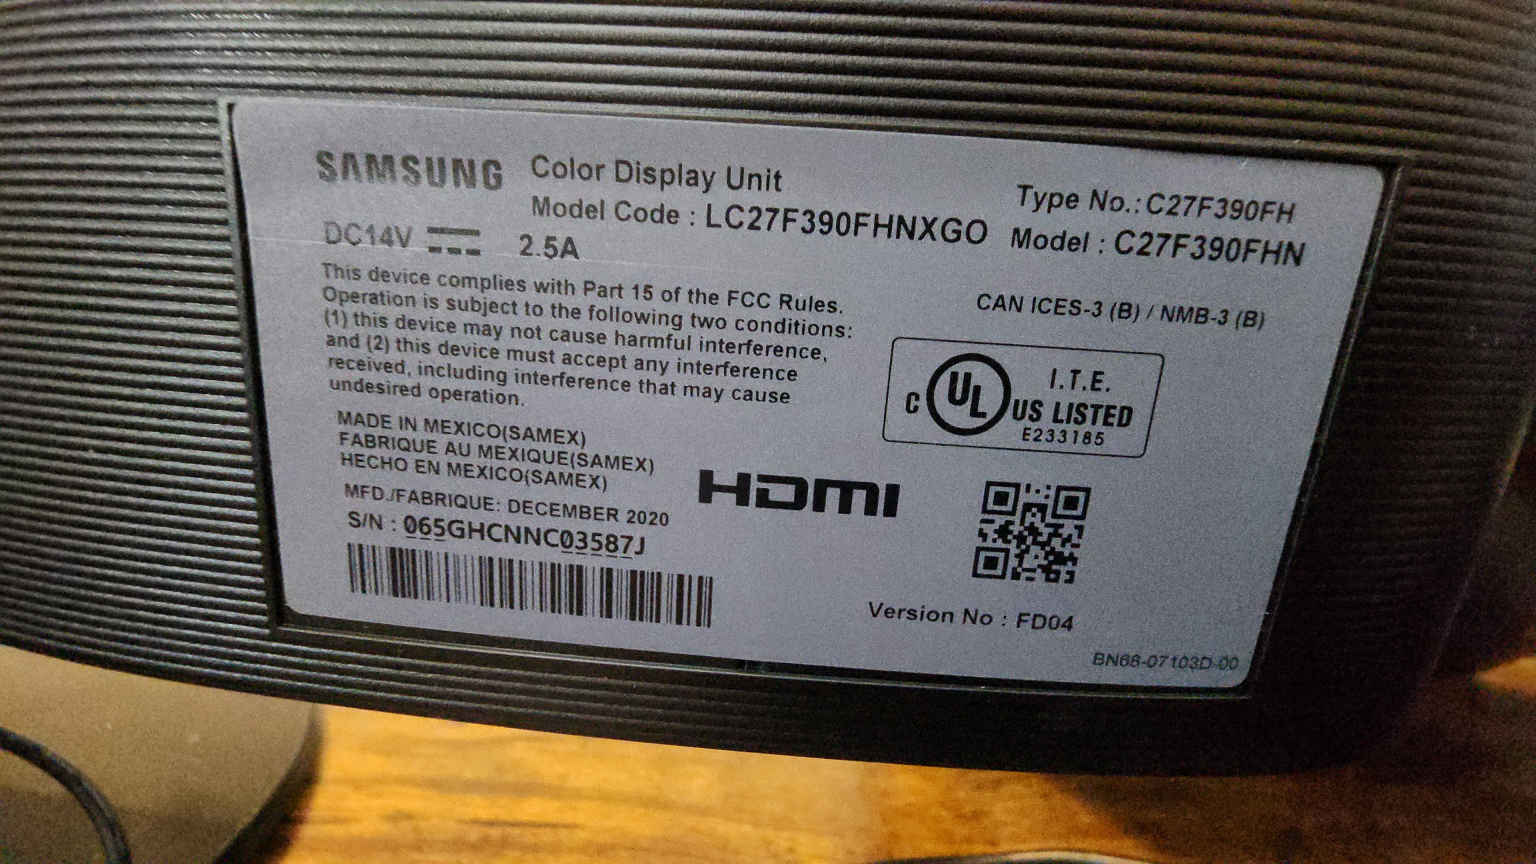 SAMSUNG Color Display Unit
Model Code : LC27F390FHNXGO
Type No.:C27F390FH
Model : C27F390FHN
DC14V 2.5A
This device complies with Part 15 of the FCC Rules.
Operation is subject to the following two conditions:
(1) this device may not cause harmful interference,
and (2) this device must accept any interference
received, including interference that may cause
undesired operation.
CAN ICES-3 (B) / NMB-3 (B)
C UL US LISTED
I.T.E.
E233185
MADE IN MEXICO(SAMEX)
FABRIQUE AU MEXIQUE(SAMEX)
HECHO EN MEXICO(SAMEX)
MFD./FABRIQUE: DECEMBER 2020
S/N : 065GHCNNC03587J
HDMI
Version No : FD04
BN68-07103D-00